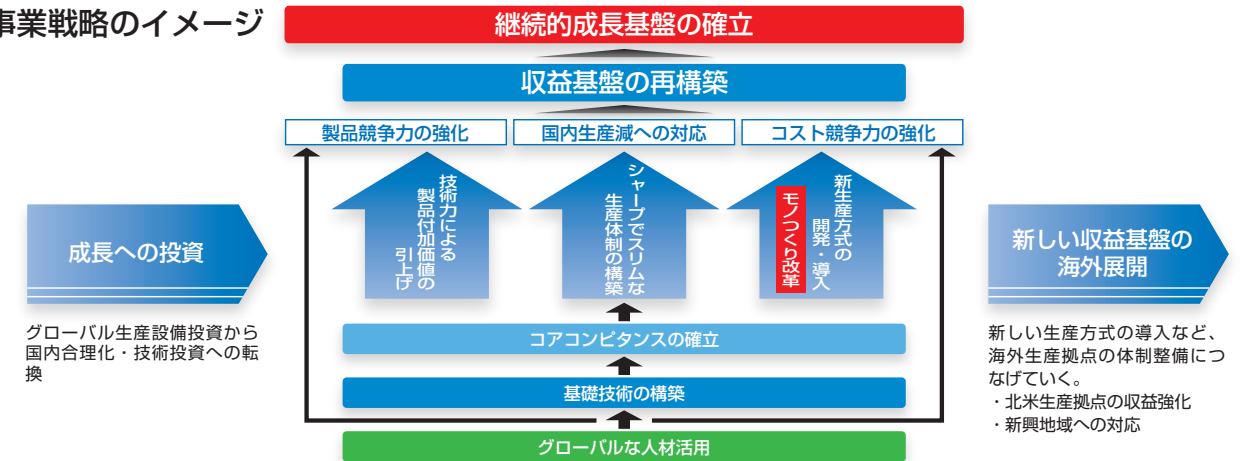 事業戦略のイメージ
継続的成長基盤の確立
収益基盤の再構築
製品競争力の強化
国内生産減への対応
コスト競争力の強化
技術力による
製品付加価値の
引上げ
シャープでスリムな
生産体制の構築
新生産方式の
開発・導入
モノつくり改革
成長への投資
グローバル生産設備投資から
国内合理化・技術投資への転
換
新しい収益基盤の
海外展開
新しい生産方式の導入など、
海外生産拠点の体制整備につ
なげていく。
・北米生産拠点の収益強化
・新興地域への対応
コアコンピタンスの確立
基礎技術の構築
グローバルな人材活用